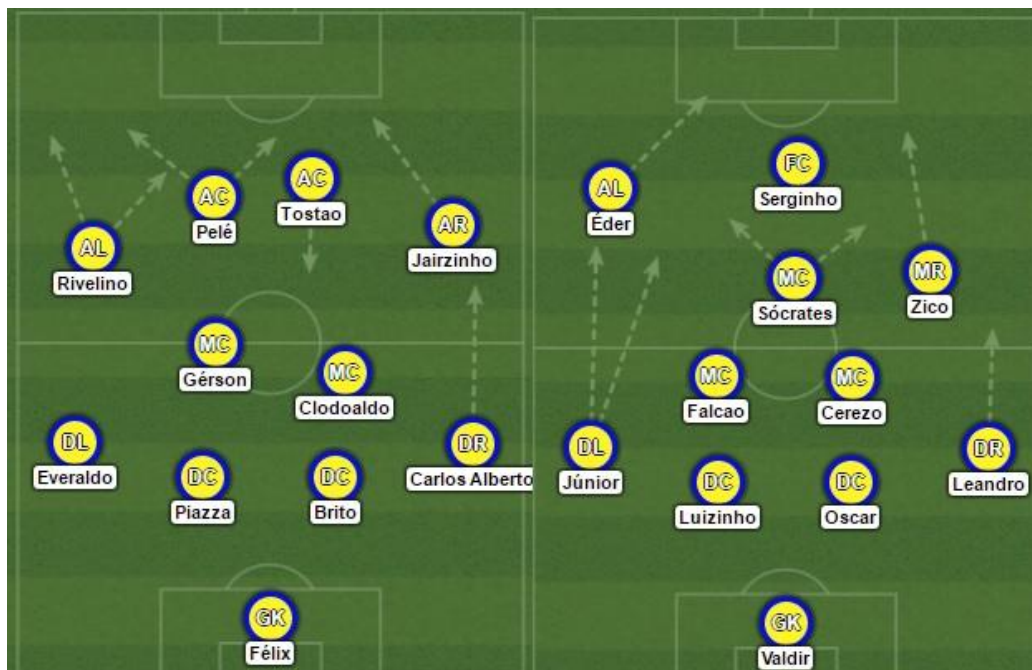 AC
Tostao
AC
Pelé
AR
Jairzinho
AL
Rivelino
MC
Gérson
MC
Clodoaldo
DL
Everaldo
DR
Carlos Alberto
DC
Piazza
DC
Brito
GK
Félix
FC
Serginho
AL
Éder
MC
Sócrates
MR
Zico
MC
Falcao
MC
Cerezo
DL
Júnior
DR
Leandro
DC
Luizinho
DC
Oscar
GK
Valdir